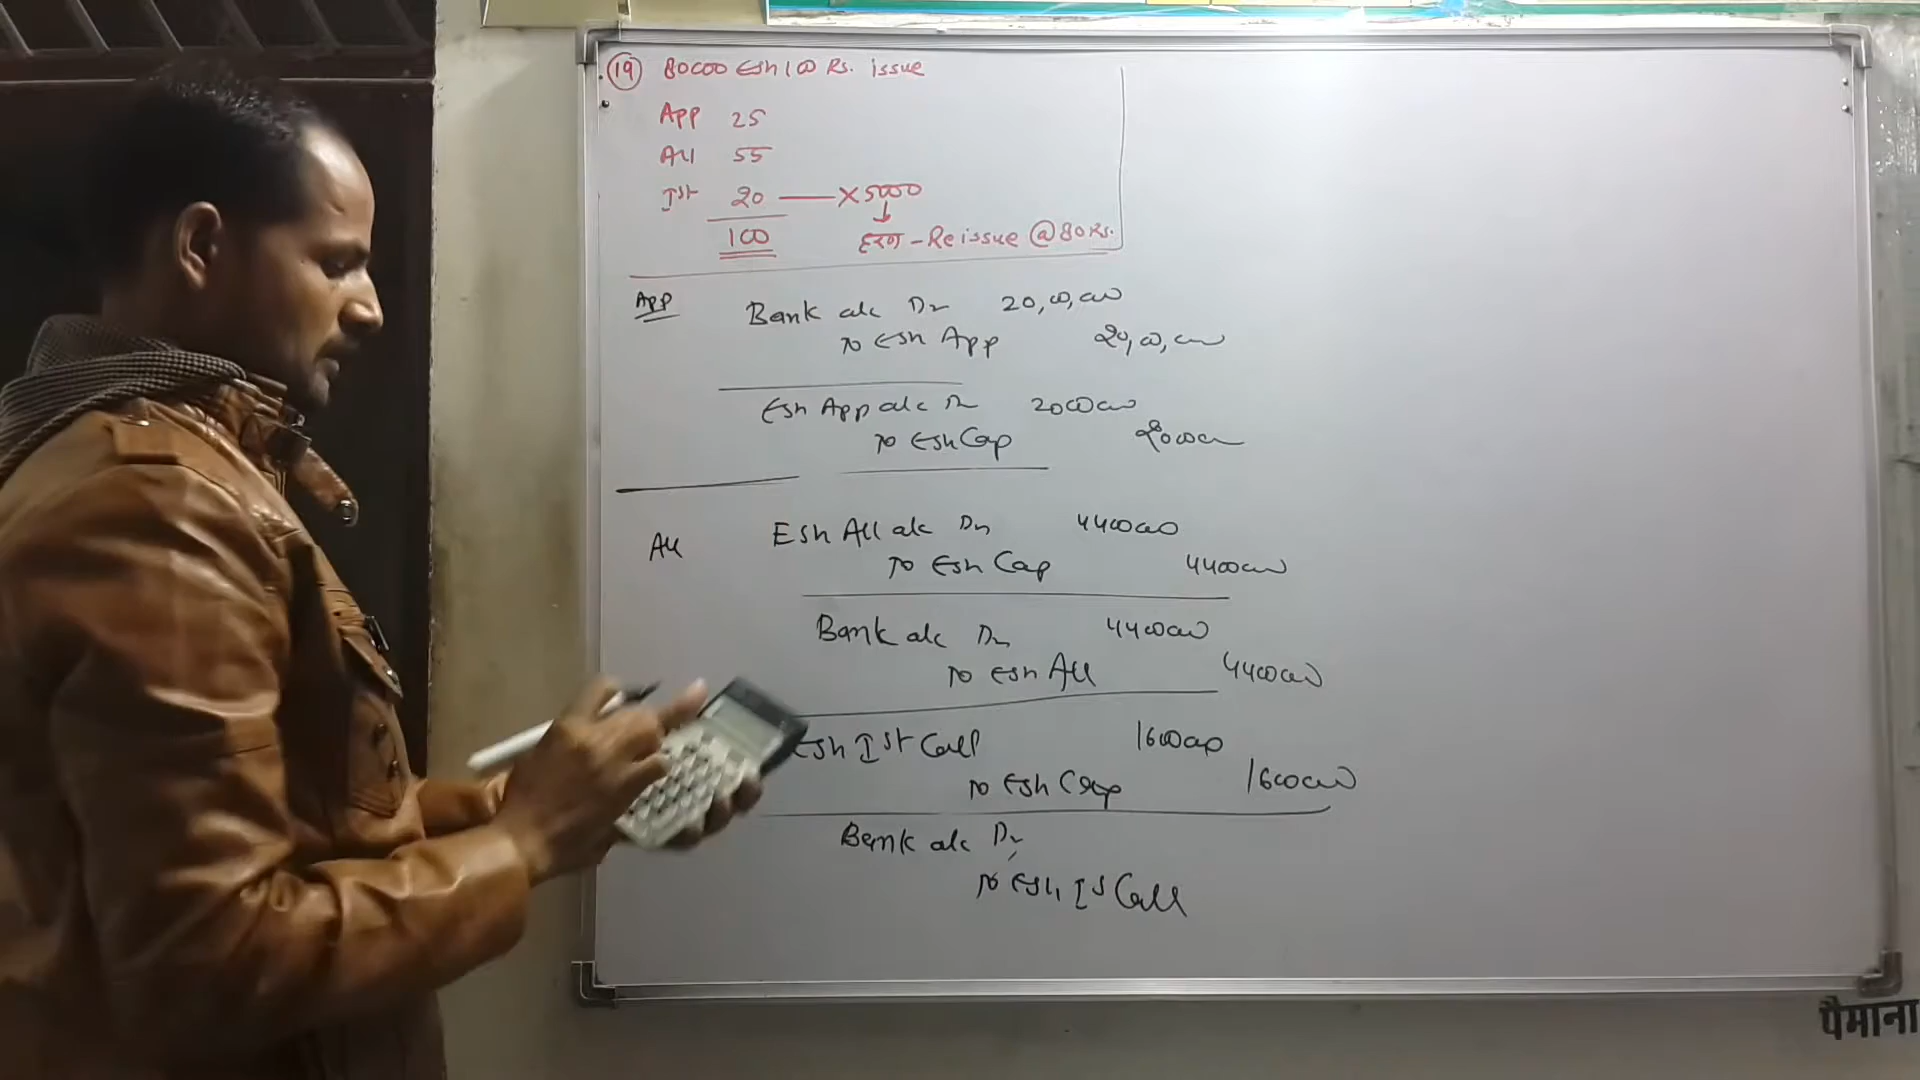 (19) 80000 Esh 100 Rs. issue
App 25
All 55
Ist 20 —— X 5000
100 हरण - Reissue @ 80 Rs.
App Bank a/c Dr 20,00,000
To Esh App 20,00,000
Esh App a/c Dr 2000000
To Esh Cap 2000000
All Esh All a/c Dr 4400000
To Esh Cap 4400000
Bank a/c Dr 4400000
To Esh All 4400000
Esh Ist Call 1600000
To Esh Cap 1600000
Bank a/c Dr
To Esh Ist Call
पैमाना